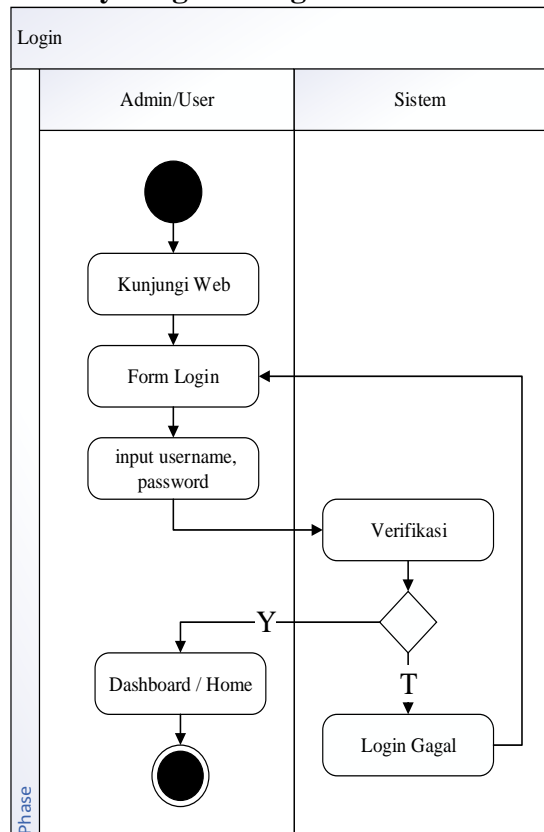 Login
Admin/User
Sistem
Kunjungi Web
Form Login
input username,
password
Verifikasi
Y
Dashboard / Home
T
Login Gagal
Phase